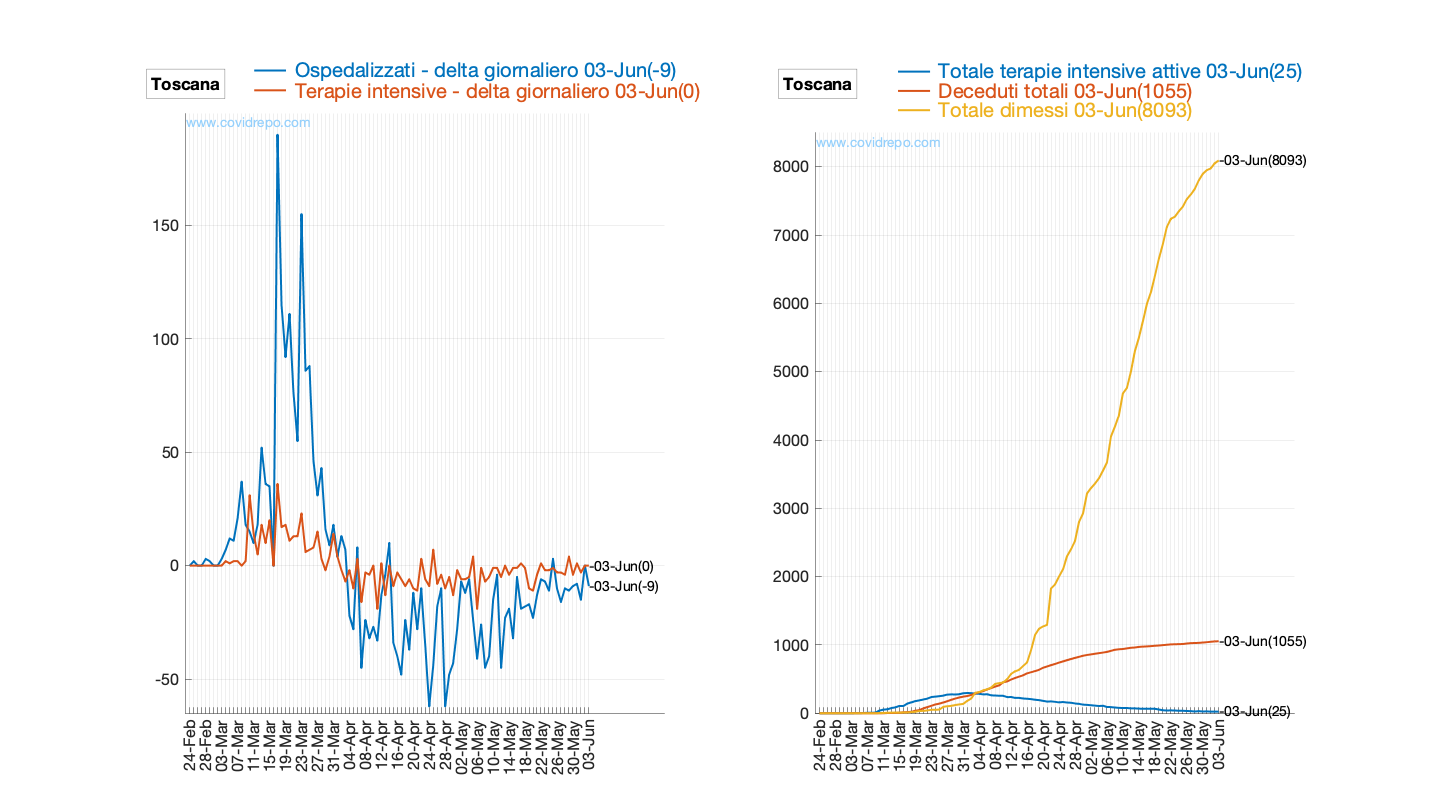 Toscana
Ospedalizzati - delta giornaliero 03-Jun(-9)
Terapie intensive - delta giornaliero 03-Jun(0)
www.covidrepo.com
150
100
50
0
-50
-03-Jun(0)
-03-Jun(-9)
24-Feb
28-Feb
03-Mar
07-Mar
11-Mar
15-Mar
19-Mar
23-Mar
27-Mar
31-Mar
04-Apr
08-Apr
12-Apr
16-Apr
20-Apr
24-Apr
28-Apr
02-May
06-May
10-May
14-May
18-May
22-May
26-May
30-May
03-Jun
Toscana
Totale terapie intensive attive 03-Jun(25)
Deceduti totali 03-Jun(1055)
Totale dimessi 03-Jun(8093)
www.covidrepo.com
8000
7000
6000
5000
4000
3000
2000
1000
0
-03-Jun(8093)
-03-Jun(1055)
-03-Jun(25)
24-Feb
28-Feb
03-Mar
07-Mar
11-Mar
15-Mar
19-Mar
23-Mar
27-Mar
31-Mar
04-Apr
08-Apr
12-Apr
16-Apr
20-Apr
24-Apr
28-Apr
02-May
06-May
10-May
14-May
18-May
22-May
26-May
30-May
03-Jun